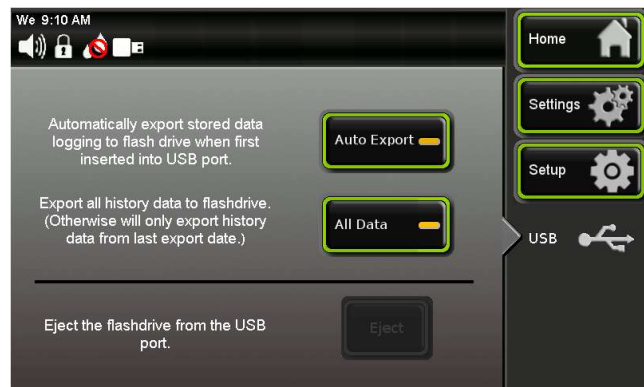 We 9:10 AM
Home
Settings
Automatically export stored data
logging to flash drive when first
inserted into USB port.
Auto Export
Setup
Export all history data to flashdrive.
(Otherwise will only export history
data from last export date.)
All Data
USB
Eject the flashdrive from the USB
port.
Eject